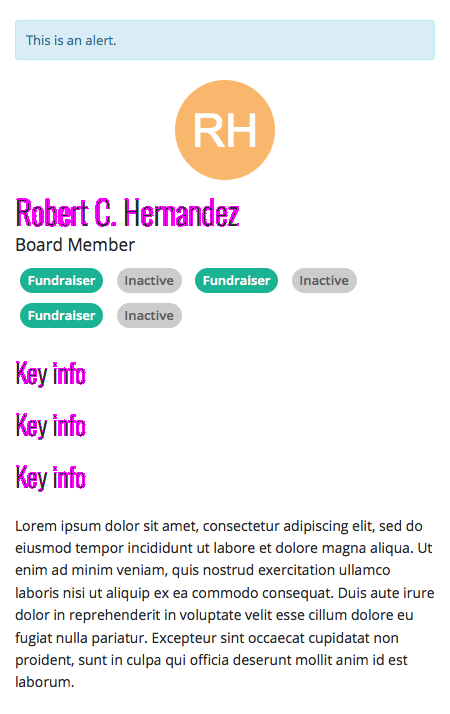 This is an alert.
RH
Robert C. Hernandez
Board Member
Fundraiser Inactive Fundraiser Inactive
Fundraiser Inactive
Key info
Key info
Key info
Lorem ipsum dolor sit amet, consectetur adipiscing elit, sed do
eiusmod tempor incididunt ut labore et dolore magna aliqua. Ut
enim ad minim veniam, quis nostrud exercitation ullamco
laboris nisi ut aliquip ex ea commodo consequat. Duis aute irure
dolor in reprehenderit in voluptate velit esse cillum dolore eu
fugiat nulla pariatur. Excepteur sint occaecat cupidatat non
proident, sunt in culpa qui officia deserunt mollit anim id est
laborum.